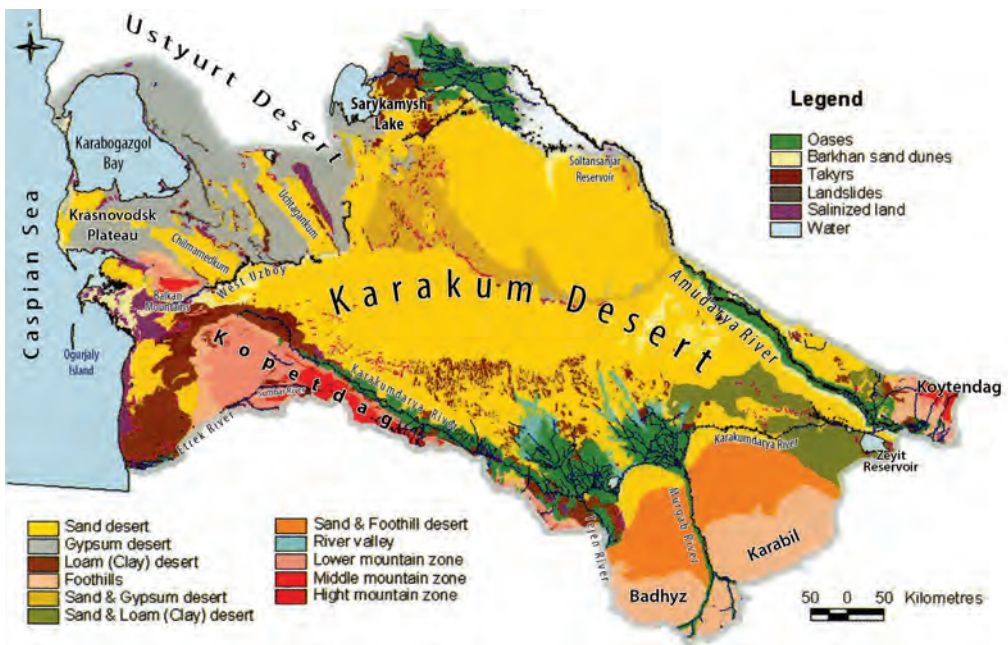 Ustyurt Desert
Karabogazgol
Bay
Sarykamysh
Lake
Soltansanjar
Reservoir
Legend
Oases
Barkhan sand dunes
Takyrs
Landslides
Salinized land
Water
Caspian Sea
Krasnovodsk
Plateau
Uchtagankum
Chilmamedkum
West Uzboy
Balkan
Mountains
Ogurjaly
Island
Karakum Desert
Amudarya River
Kopetdag
Sumbar River
Karakumdarya River
Etrek River
Koytendag
Karakumdarya River
Zeyit
Reservoir
Tejen River
Murgab River
Karabil
Badhyz
50 0 50 Kilometres
Sand desert
Gypsum desert
Loam (Clay) desert
Foothills
Sand & Gypsum desert
Sand & Loam (Clay) desert
Sand & Foothill desert
River valley
Lower mountain zone
Middle mountain zone
Hight mountain zone